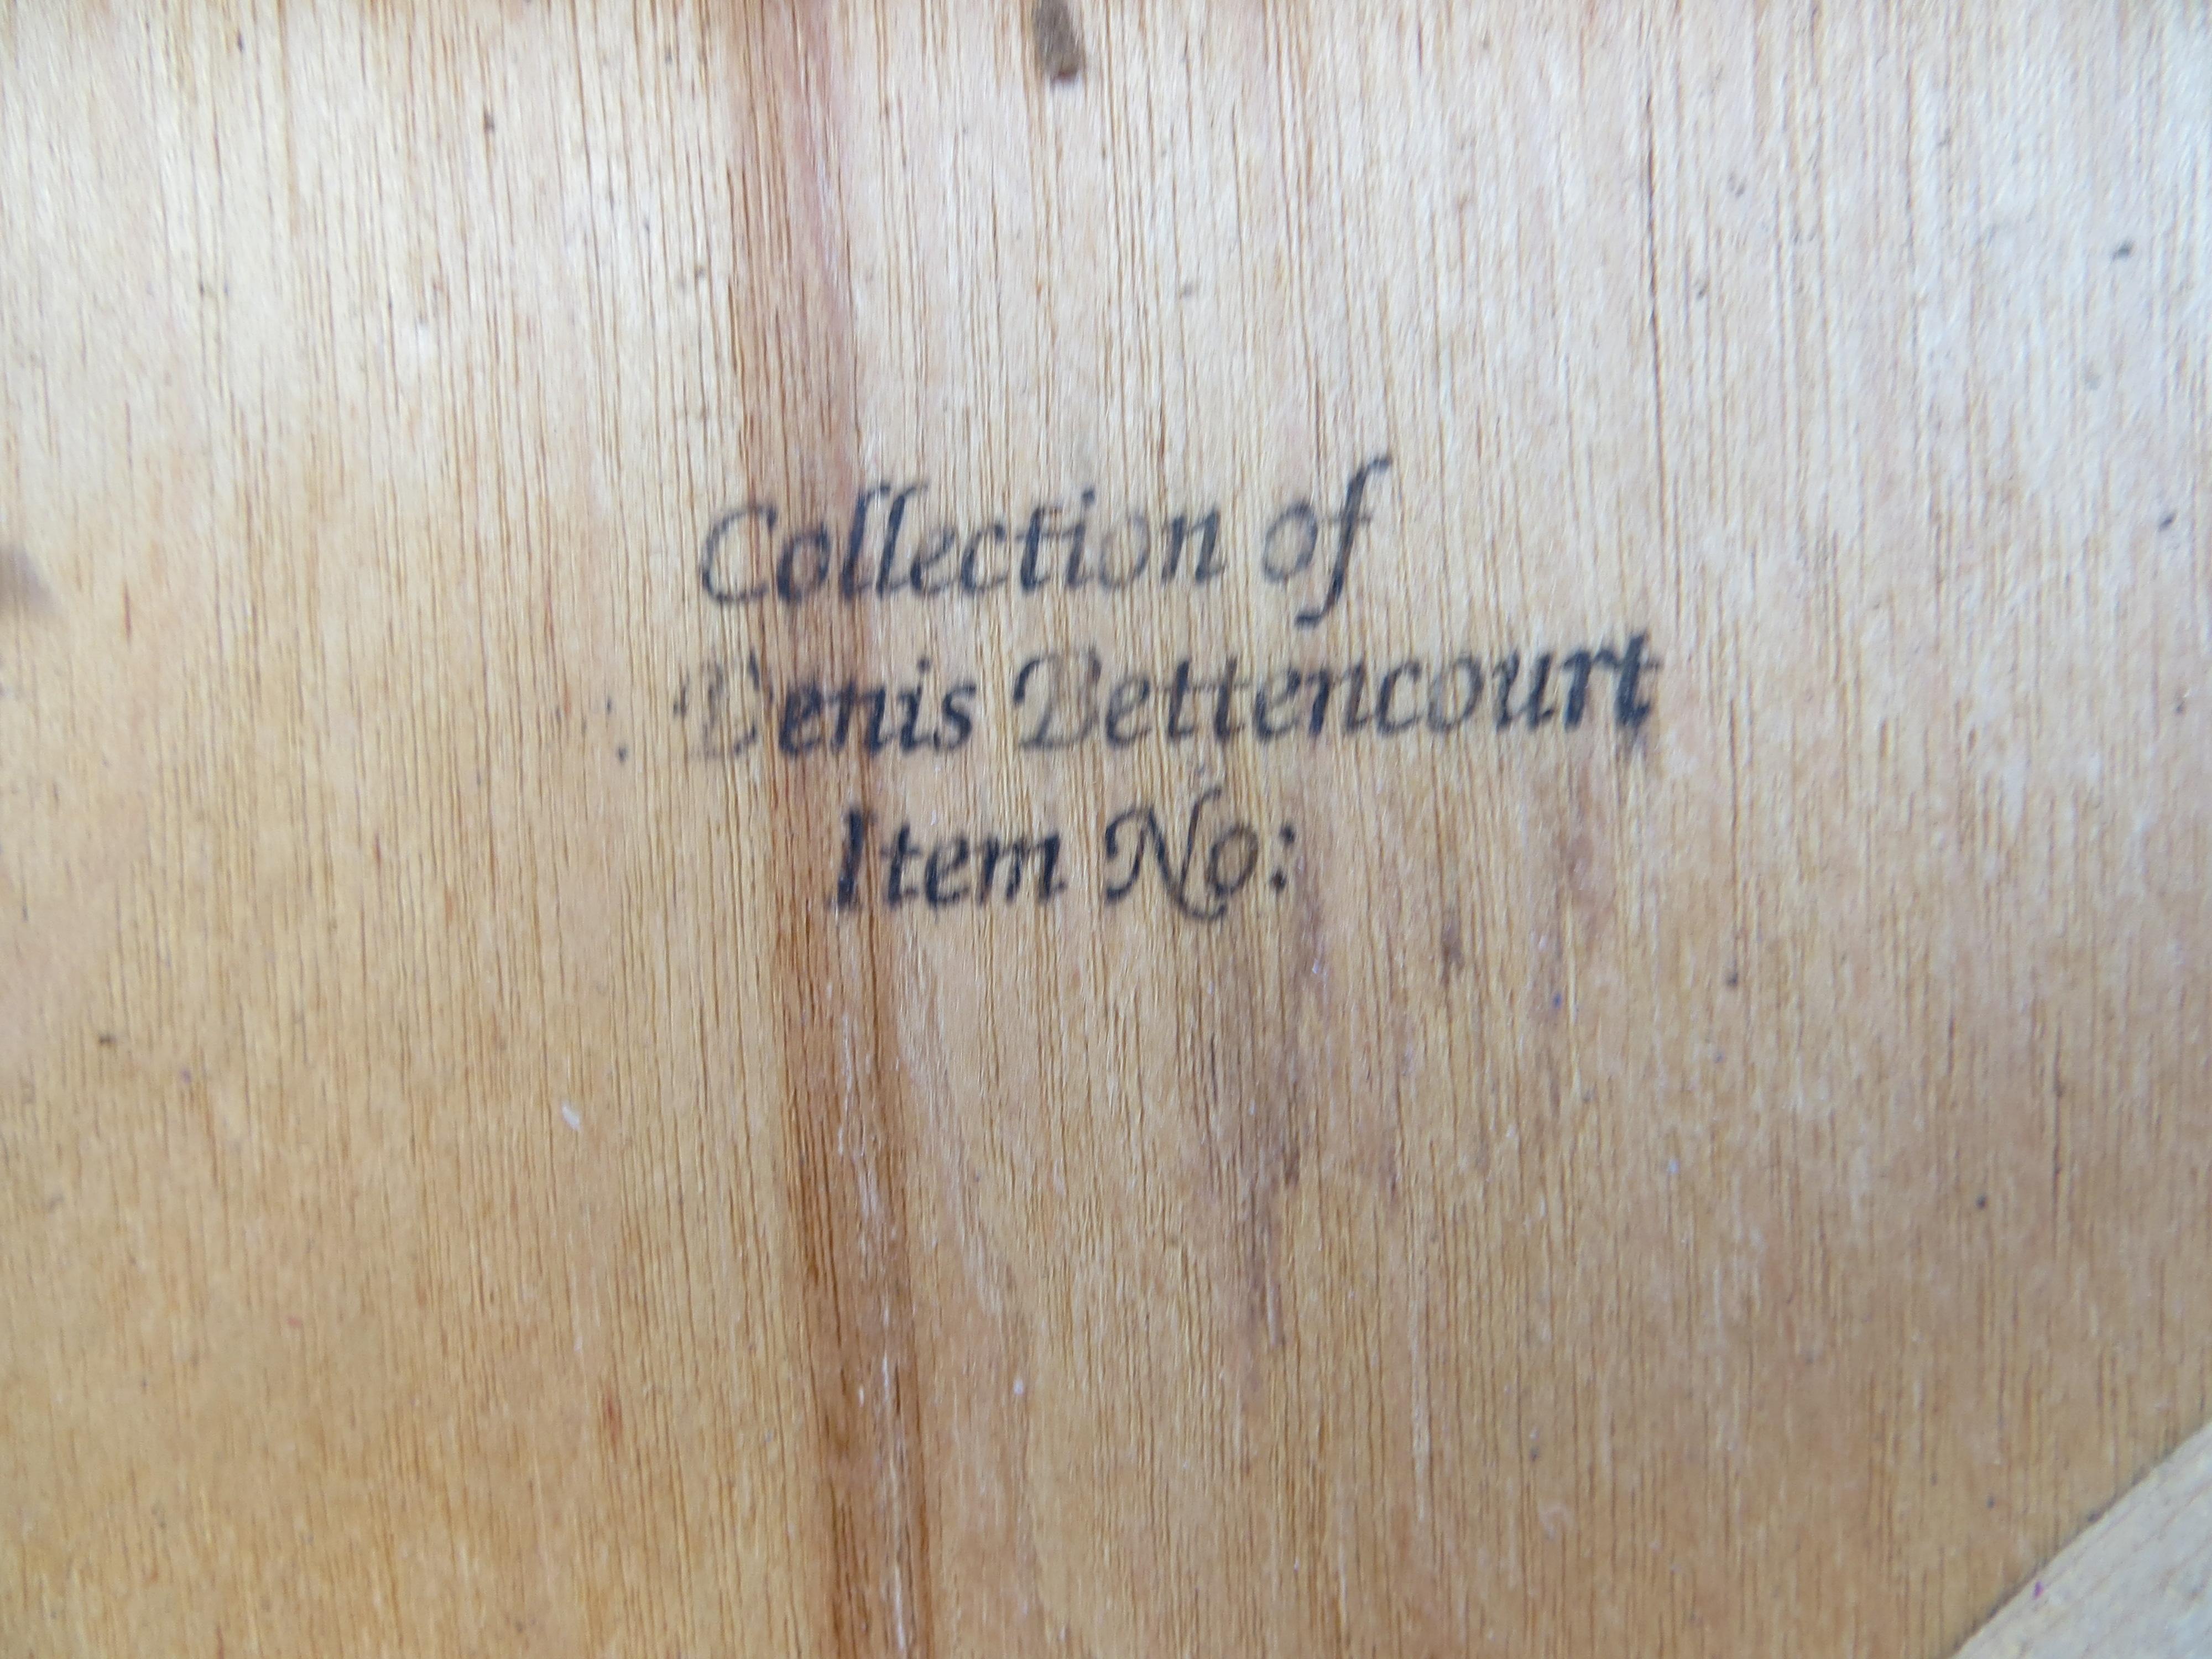 Collection of
Denis Bettencourt
Item No: